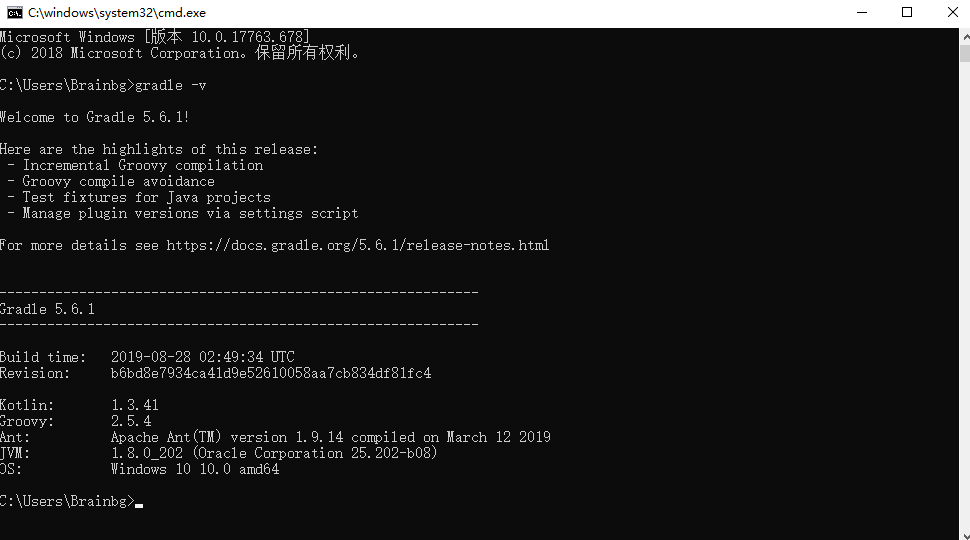 C:\windows\system32\cmd.exe
Microsoft Windows [版本 10.0.17763.678]
(c) 2018 Microsoft Corporation。保留所有权利。
C:\Users\Brainbg>gradle -v
Welcome to Gradle 5.6.1!
Here are the highlights of this release:
 - Incremental Groovy compilation
 - Groovy compile avoidance
 - Test fixtures for Java projects
 - Manage plugin versions via settings script
For more details see https://docs.gradle.org/5.6.1/release-notes.html
------------------------------------------------------------
Gradle 5.6.1
------------------------------------------------------------
Build time:   2019-08-28 02:49:34 UTC
Revision:     b6bd8e7934ca41d9e52610058aa7cb834df81fc4
Kotlin:       1.3.41
Groovy:       2.5.4
Ant:          Apache Ant(TM) version 1.9.14 compiled on March 12 2019
JVM:          1.8.0_202 (Oracle Corporation 25.202-b08)
OS:           Windows 10 10.0 amd64
C:\Users\Brainbg>